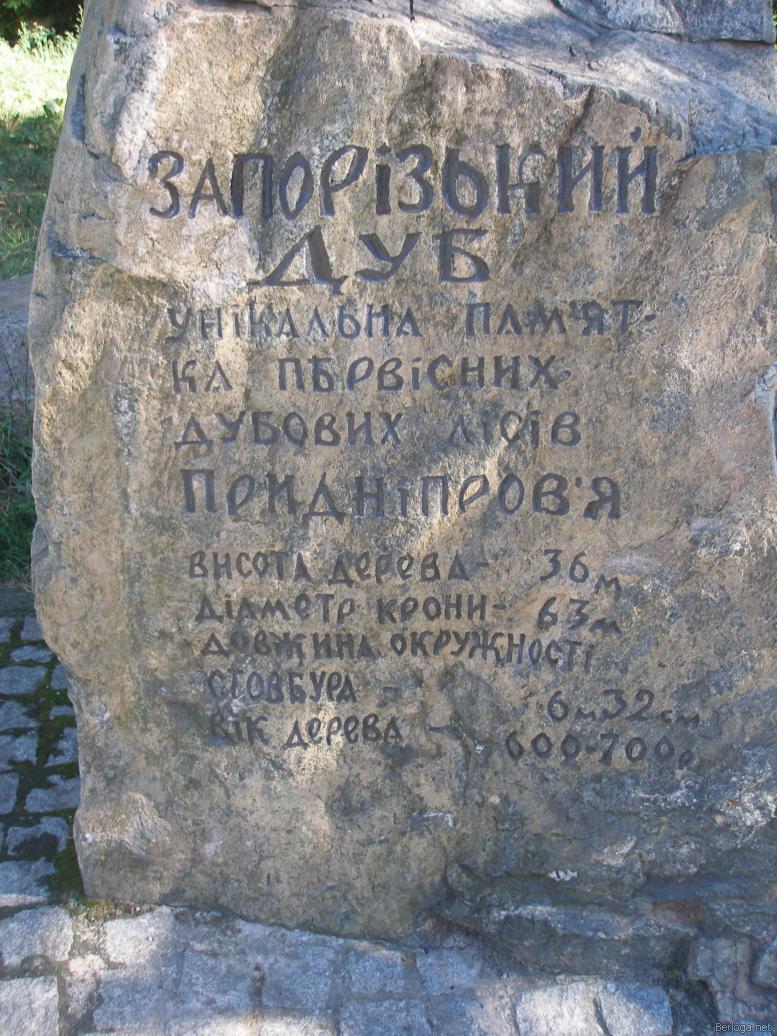 ЗАПОРІЗЬКИЙ
ДУБ
УНІКАЛЬНА ПАМ'ЯТ-
КА ПЕРВІСНИХ
ДУБОВИХ ЛІСІВ
ПРИДНІПРОВ'Я
ВИСОТА ДЕРЕВА- 36м
ДІАМЕТР КРОНИ- 63м
ДОВЖИНА ОКРУЖНОСТІ
СТОВБУРА - 6м32см
ВІК ДЕРЕВА - 600-700р
Berloga.net